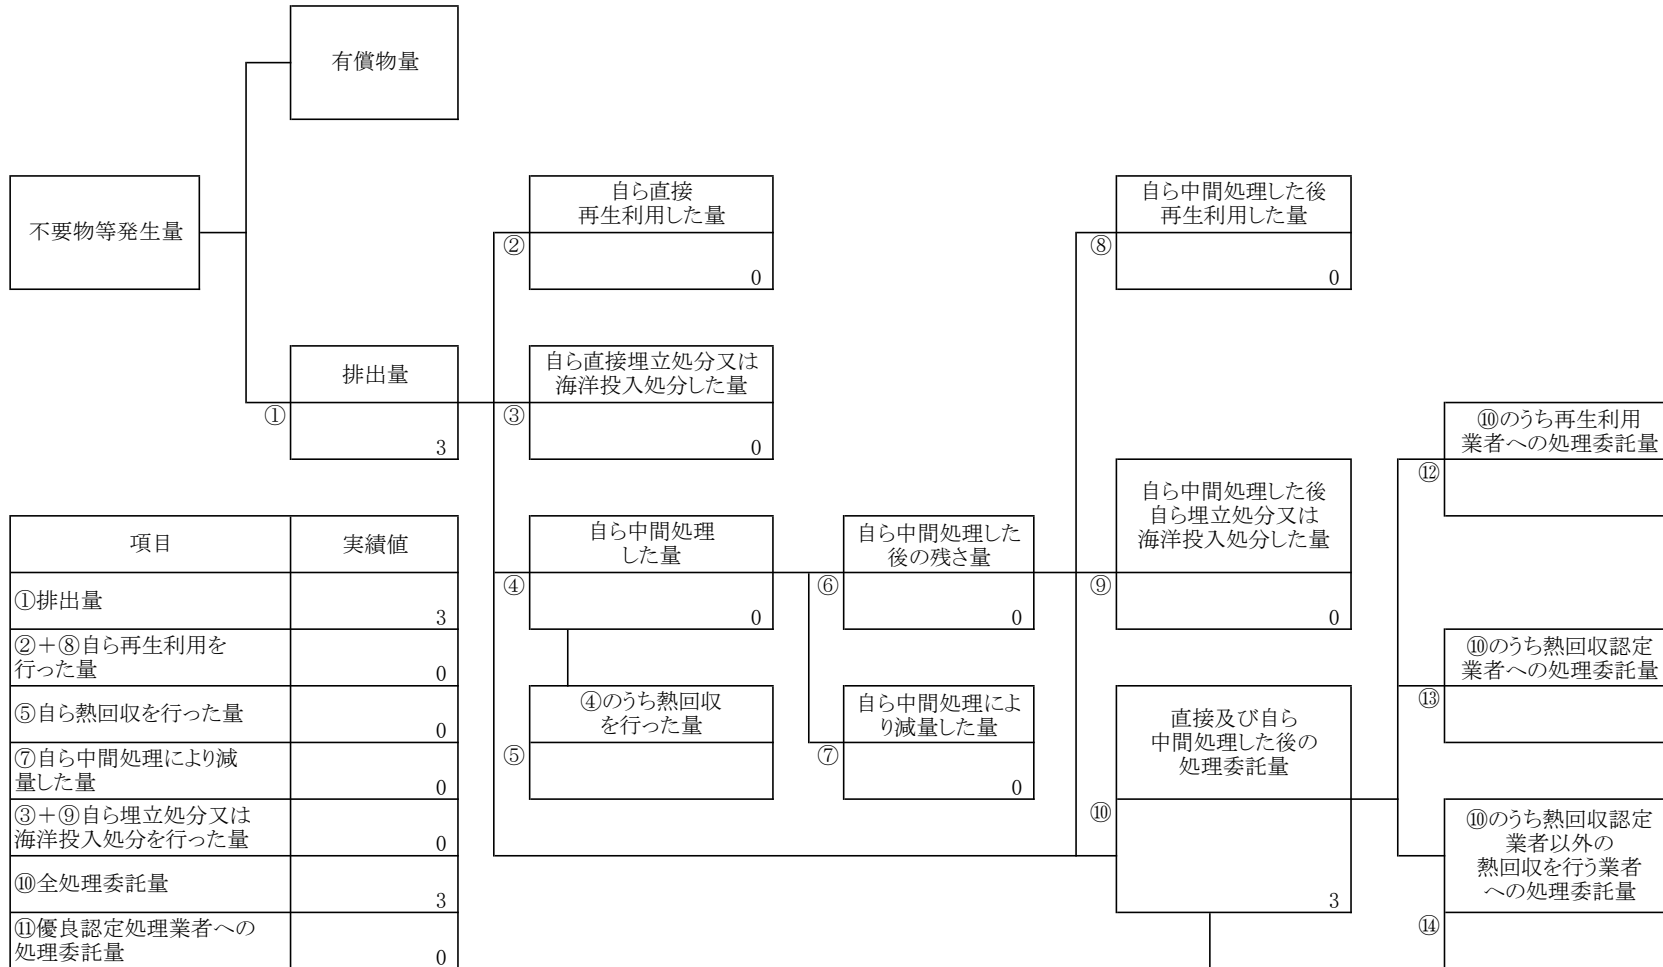 有償物量
不要物等発生量
自ら直接
再生利用した量
②
0
自ら中間処理した後
再生利用した量
⑧
0
排出量
①
3
自ら直接埋立処分又は
海洋投入処分した量
③
0
⑩のうち再生利用
業者への処理委託量
⑫
自ら中間処理
した量
④
0
自ら中間処理した
後の残さ量
⑥
0
自ら中間処理した後
自ら埋立処分又は
海洋投入処分した量
⑨
0
⑩のうち熱回収認定
業者への処理委託量
⑬
④のうち熱回収
を行った量
⑤
自ら中間処理によ
り減量した量
⑦
0
直接及び自ら
中間処理した後の
処理委託量
⑩
3
⑩のうち熱回収認定
業者以外の
熱回収を行う業者
への処理委託量
⑭
項目 実績値
①排出量 3
②＋⑧自ら再生利用を
行った量 0
⑤自ら熱回収を行った量 0
⑦自ら中間処理により減
量した量 0
③＋⑨自ら埋立処分又は
海洋投入処分を行った量 0
⑩全処理委託量 3
⑪優良認定処理業者への
処理委託量 0